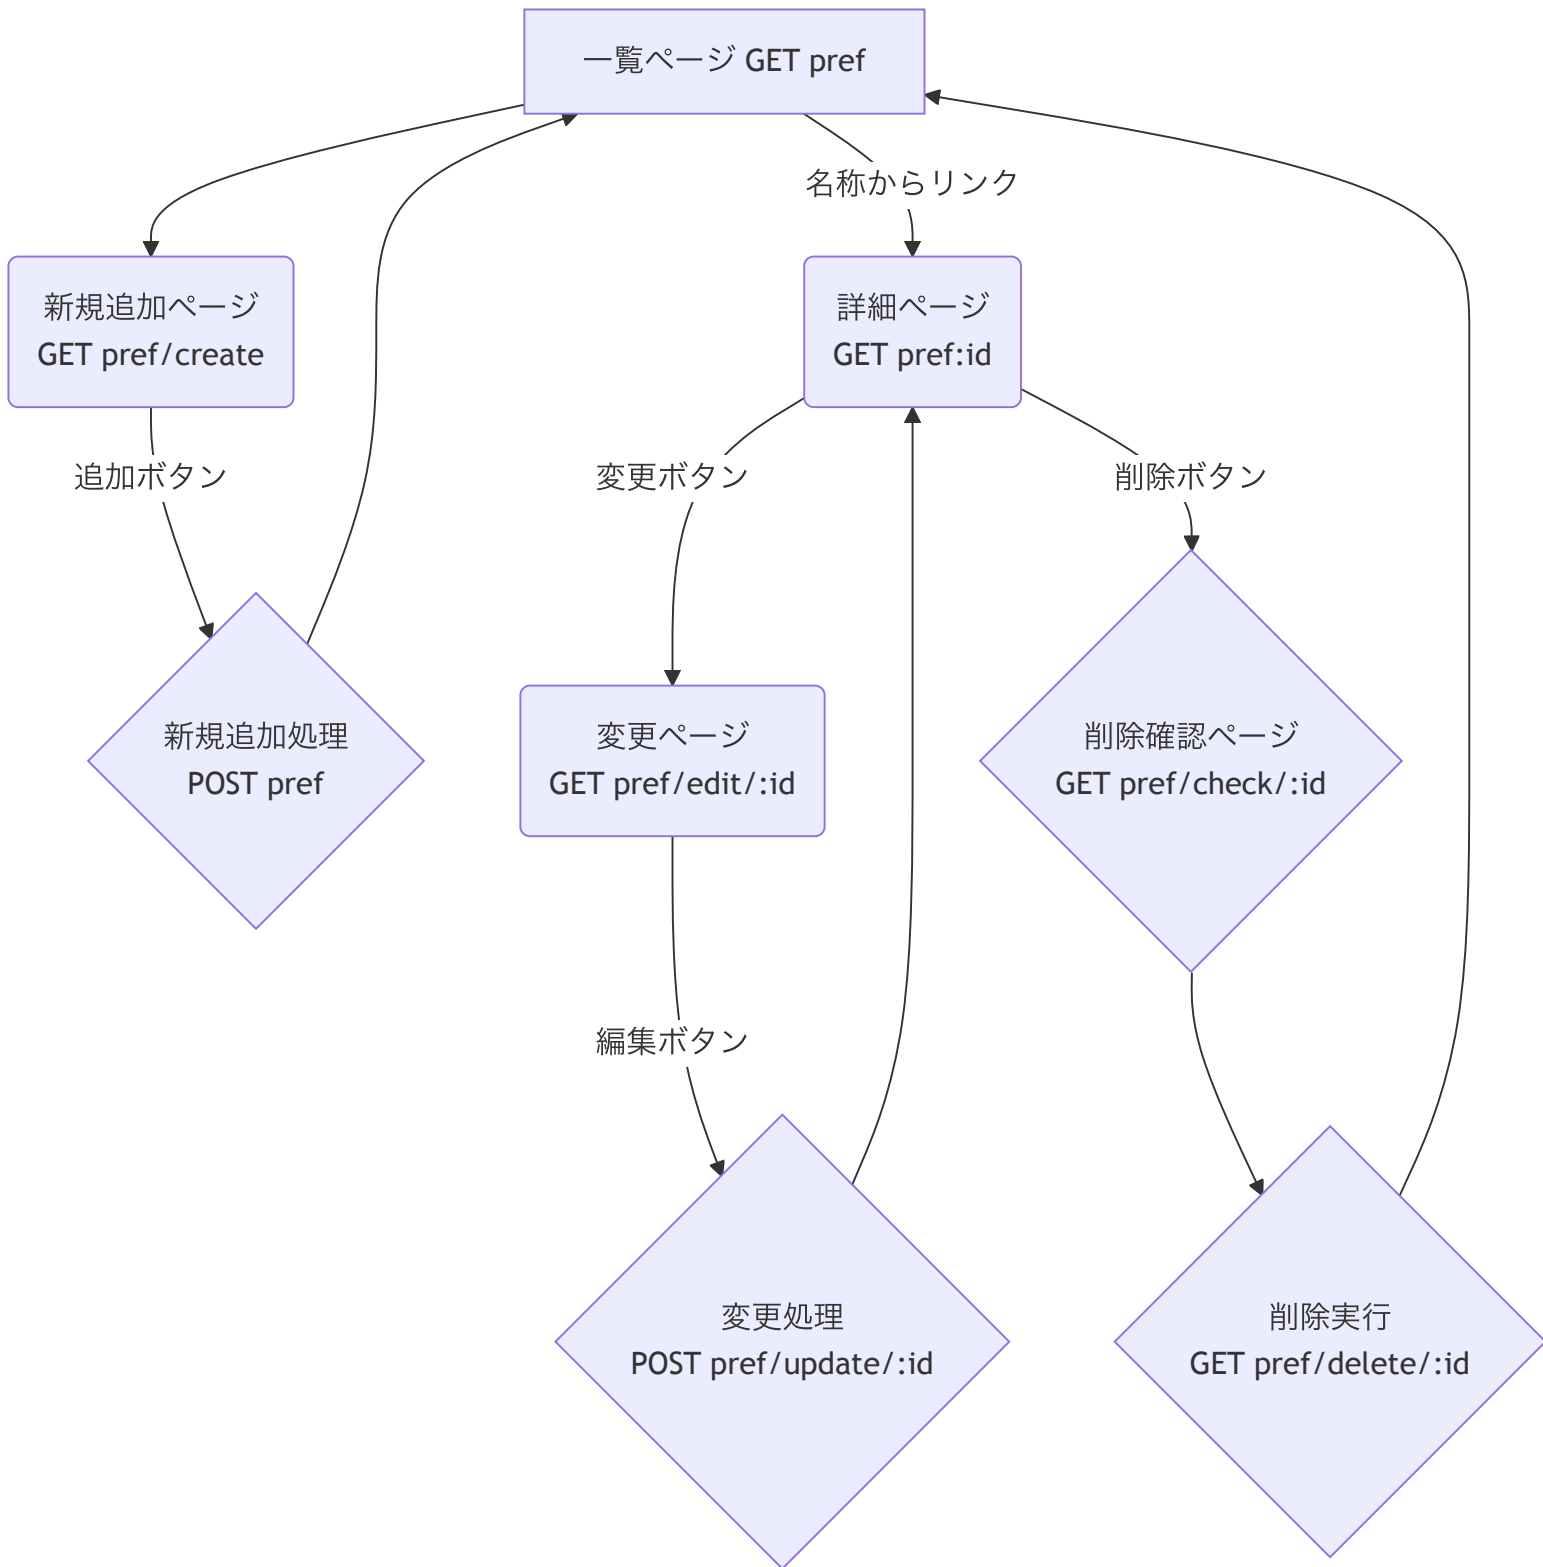 一覧ページ GET pref
名称からリンク
新規追加ページ
GET pref/create
詳細ページ
GET pref:id
追加ボタン
変更ボタン
削除ボタン
新規追加処理
POST pref
変更ページ
GET pref/edit/:id
削除確認ページ
GET pref/check/:id
編集ボタン
変更処理
POST pref/update/:id
削除実行
GET pref/delete/:id